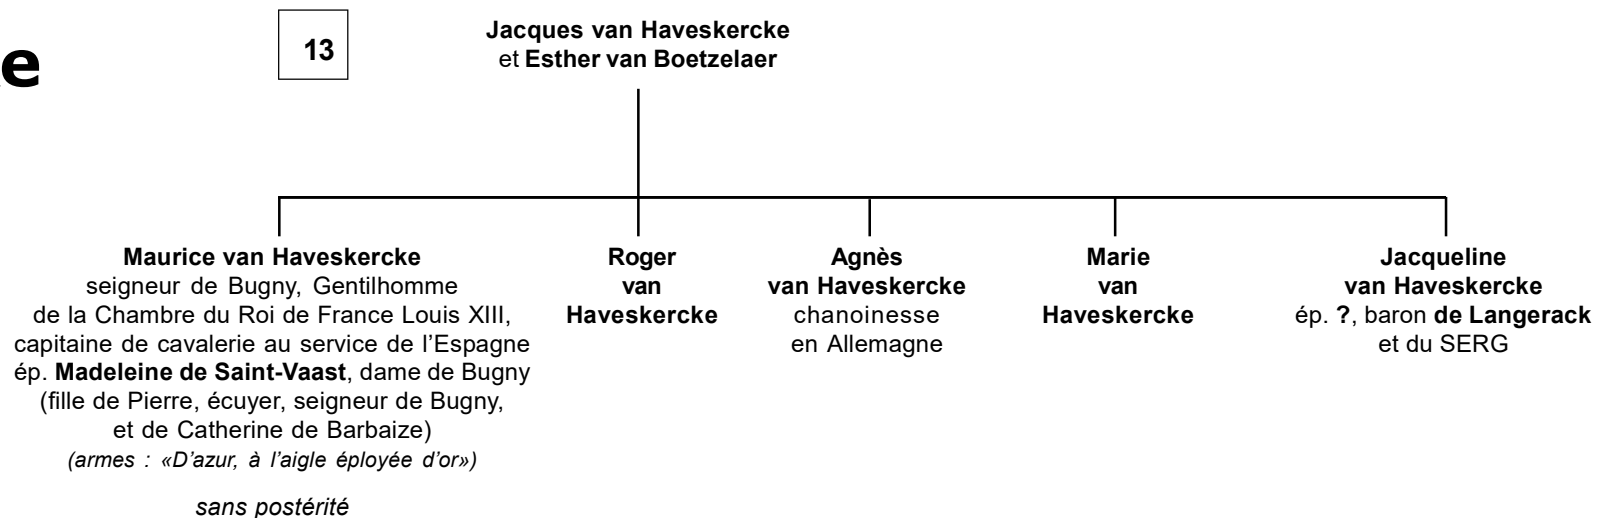 e
13
Jacques van Haveskercke
et Esther van Boetzelaer
Maurice van Haveskercke
seigneur de Bugny, Gentilhomme
de la Chambre du Roi de France Louis XIII,
capitaine de cavalerie au service de l’Espagne
ép. Madeleine de Saint-Vaast, dame de Bugny
(fille de Pierre, écuyer, seigneur de Bugny,
et de Catherine de Barbaize)
(armes : «D’azur, à l’aigle éployée d’or»)
sans postérité
Roger
van
Haveskercke
Agnès
van Haveskercke
chanoinesse
en Allemagne
Marie
van
Haveskercke
Jacqueline
van Haveskercke
ép. ?, baron de Langerack
et du SERG